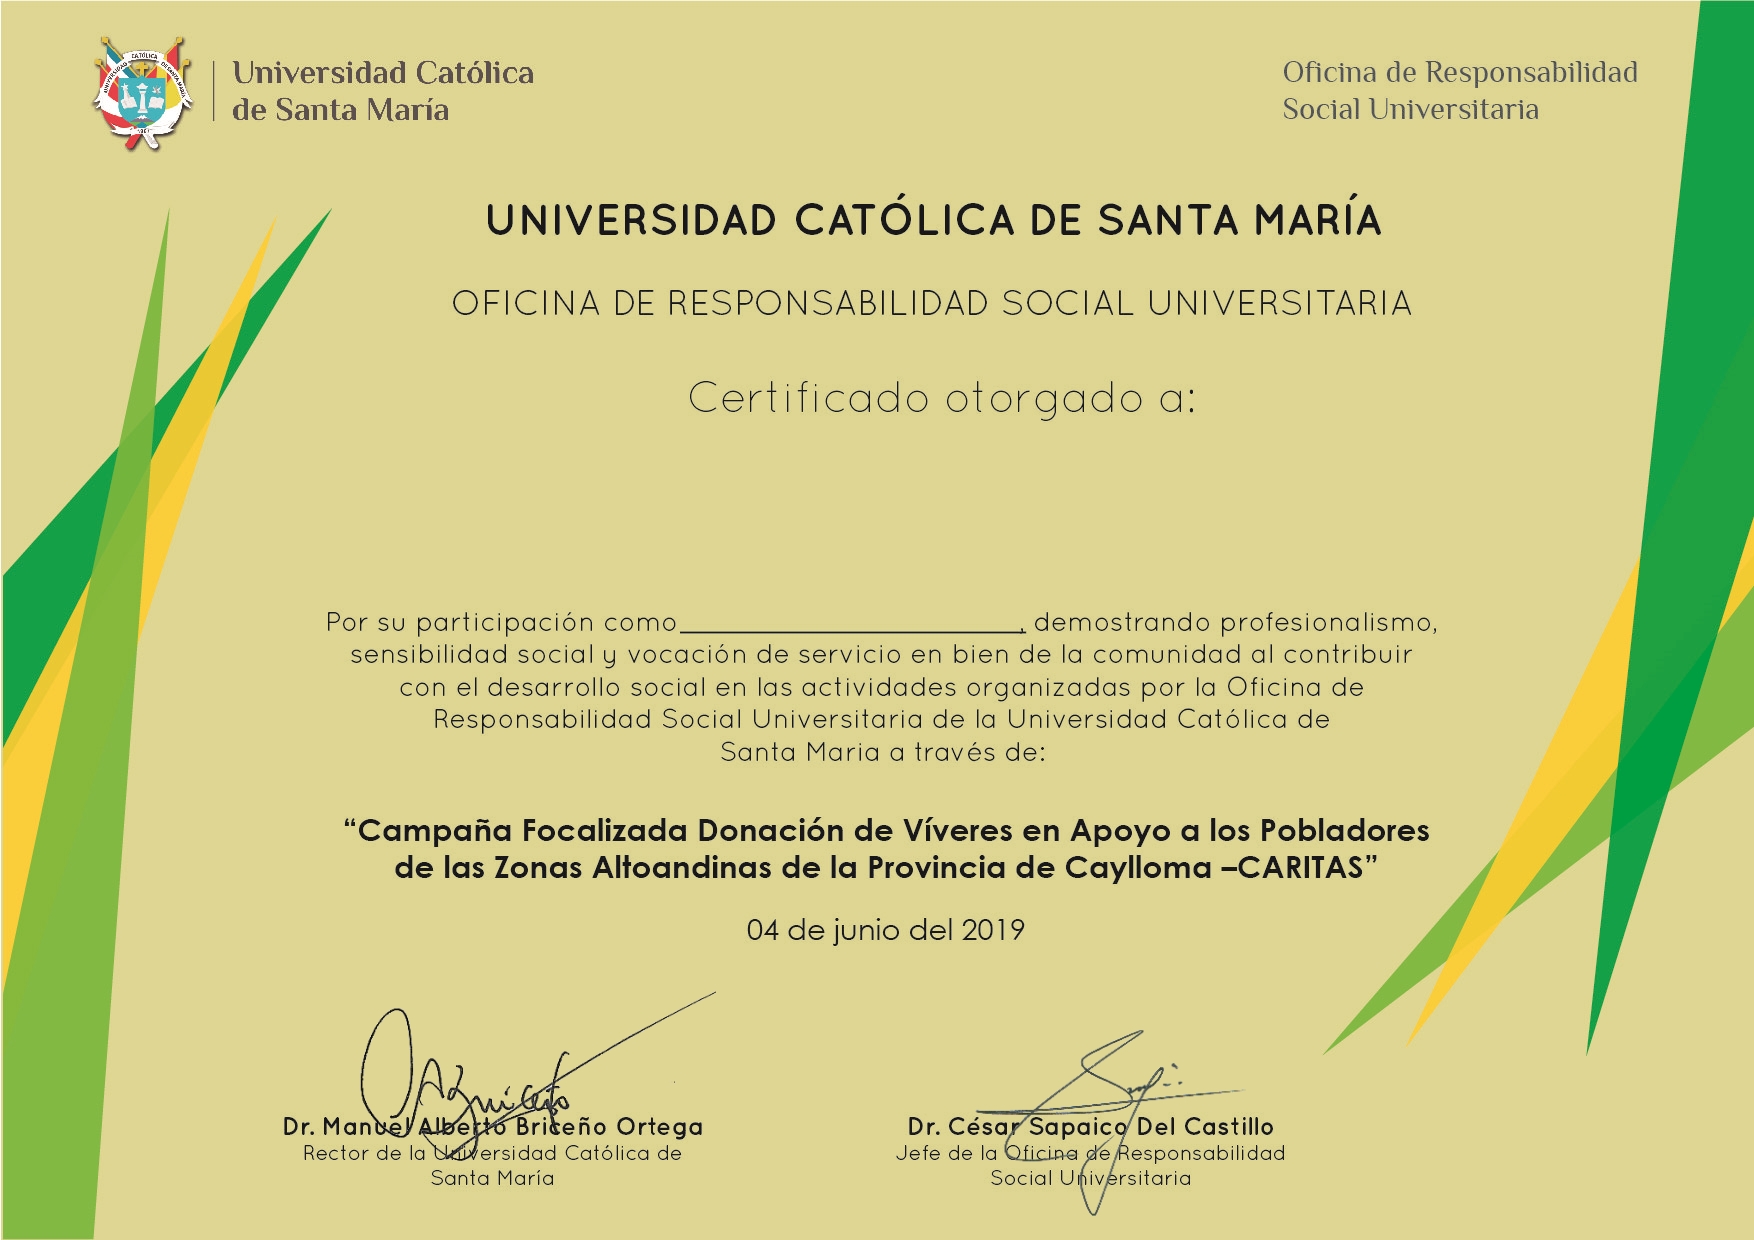 Universidad Católica
de Santa María
Oficina de Responsabilidad
Social Universitaria
UNIVERSIDAD CATÓLICA DE SANTA MARÍA
OFICINA DE RESPONSABILIDAD SOCIAL UNIVERSITARIA
Certificado otorgado a:
Por su participación como____________________, demostrando profesionalismo,
sensibilidad social y vocación de servicio en bien de la comunidad al contribuir
con el desarrollo social en las actividades organizadas por la Oficina de
Responsabilidad Social Universitaria de la Universidad Católica de
Santa Maria a través de:
“Campaña Focalizada Donación de Víveres en Apoyo a los Pobladores
de las Zonas Altoandinas de la Provincia de Caylloma –CARITAS”
04 de junio del 2019
Dr. Manuel Alberto Briceño Ortega
Rector de la Universidad Católica de
Santa María
Dr. César Sapaico Del Castillo
Jefe de la Oficina de Responsabilidad
Social Universitaria